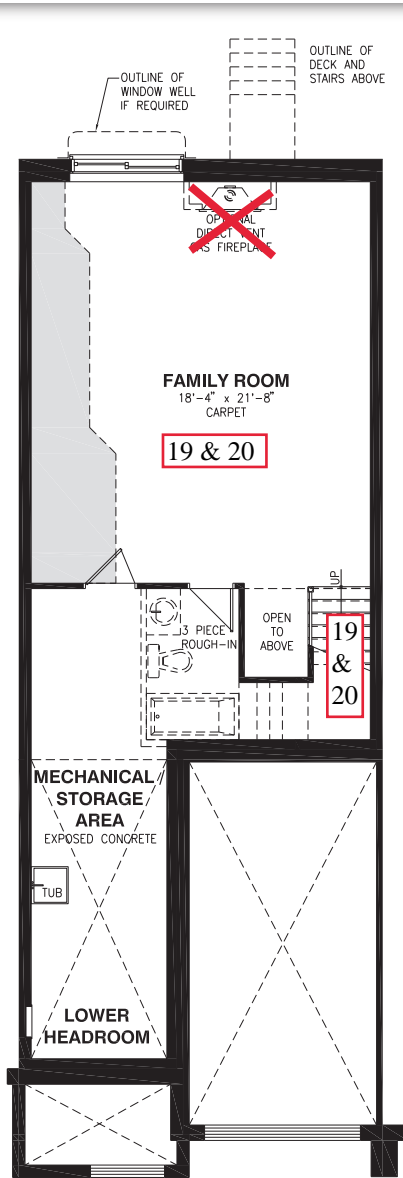 OUTLINE OF
DECK AND
STAIRS ABOVE
OUTLINE OF
WINDOW WELL
IF REQUIRED
OPTIONAL
DIRECT VENT
GAS FIREPLACE
FAMILY ROOM
18'-4" x 21'-8"
CARPET
19 & 20
UP
3 PIECE
ROUGH-IN
OPEN
TO
ABOVE
19
&
20
MECHANICAL
STORAGE
AREA
EXPOSED CONCRETE
TUB
LOWER
HEADROOM